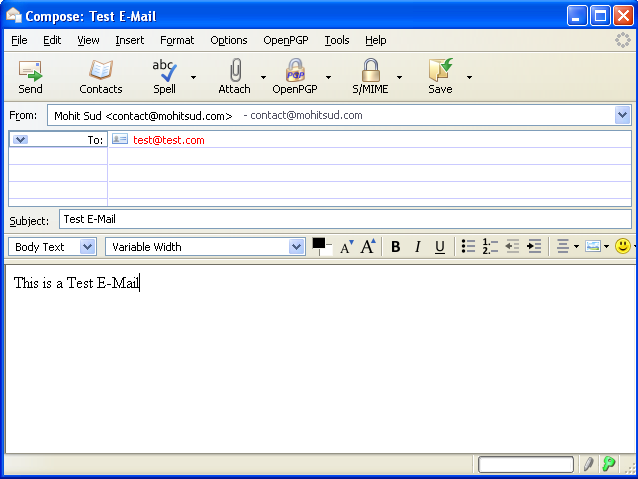 Compose: Test E-Mail
File Edit View Insert Format Options OpenPGP Tools Help
abc PGP
Send Contacts Spell Attach OpenPGP S/MIME Save
From: Mohit Sud <contact@mohitsud.com> - contact@mohitsud.com
To: test@test.com
Subject: Test E-Mail
Body Text Variable Width A A B I U
This is a Test E-Mail